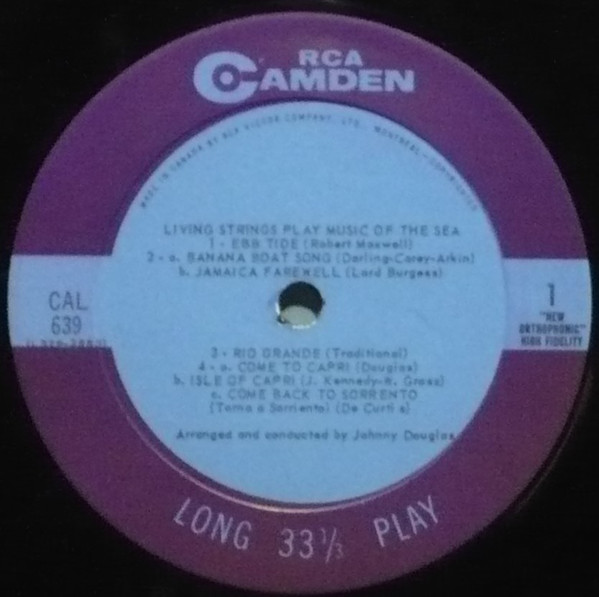 RCA
CAMDEN
MADE IN CANADA BY RCA VICTOR COMPANY, LTD., MONTREAL - COPYRIGHTED
LIVING STRINGS PLAY MUSIC OF THE SEA
1 - EBB TIDE (Robert Maxwell)
2 - a. BANANA BOAT SONG (Darling-Carey-Arkin)
b. JAMAICA FAREWELL (Lord Burgess)
CAL
639
1
"NEW
ORTHOPHONIC"
HIGH FIDELITY
3 - RIO GRANDE (Traditional)
4 - a. COME TO CAPRI (Douglas)
b. ISLE OF CAPRI (J. Kennedy-W. Grosz)
c. COME BACK TO SORRENTO
(Torna a Sorriento) (De Curtis)
Arranged and conducted by Johnny Douglas
LONG 33⅓ PLAY